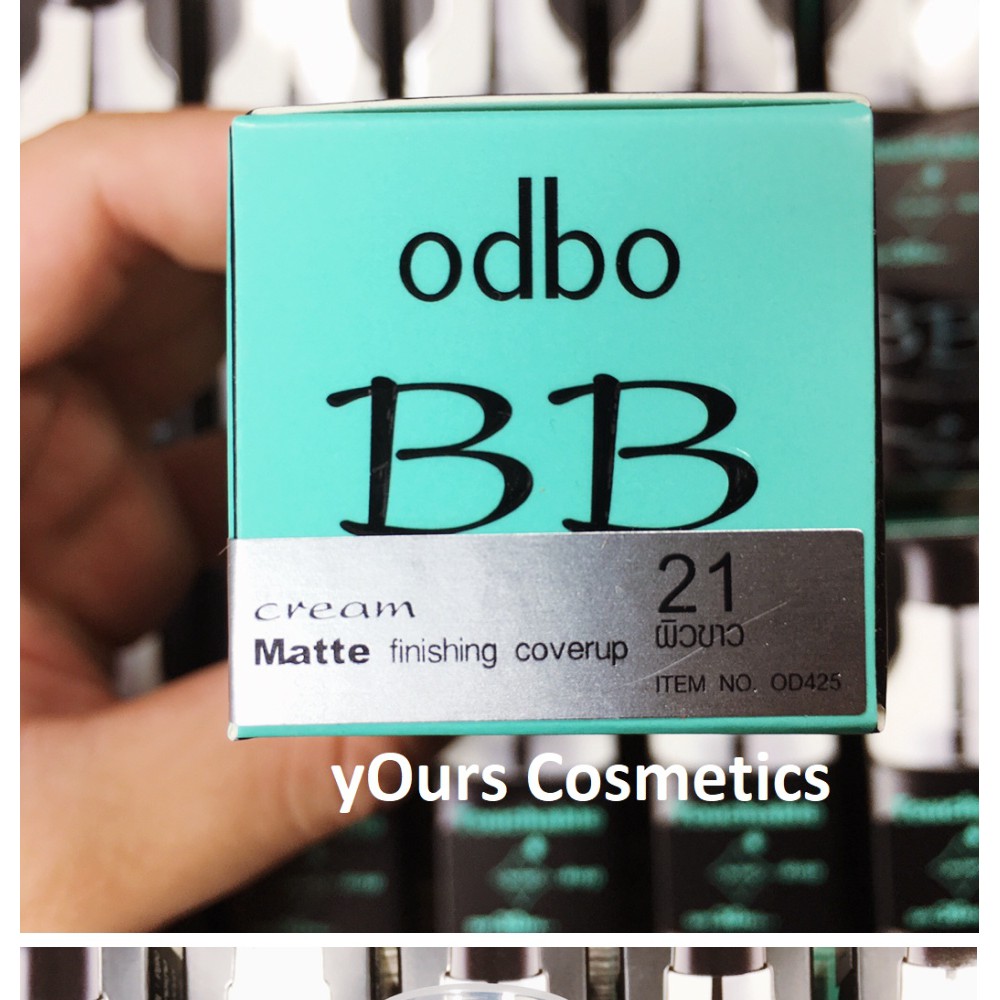 odbo
BB
cream
21
Matte finishing coverup
ผิวขาว
ITEM NO. OD425
yOurs Cosmetics